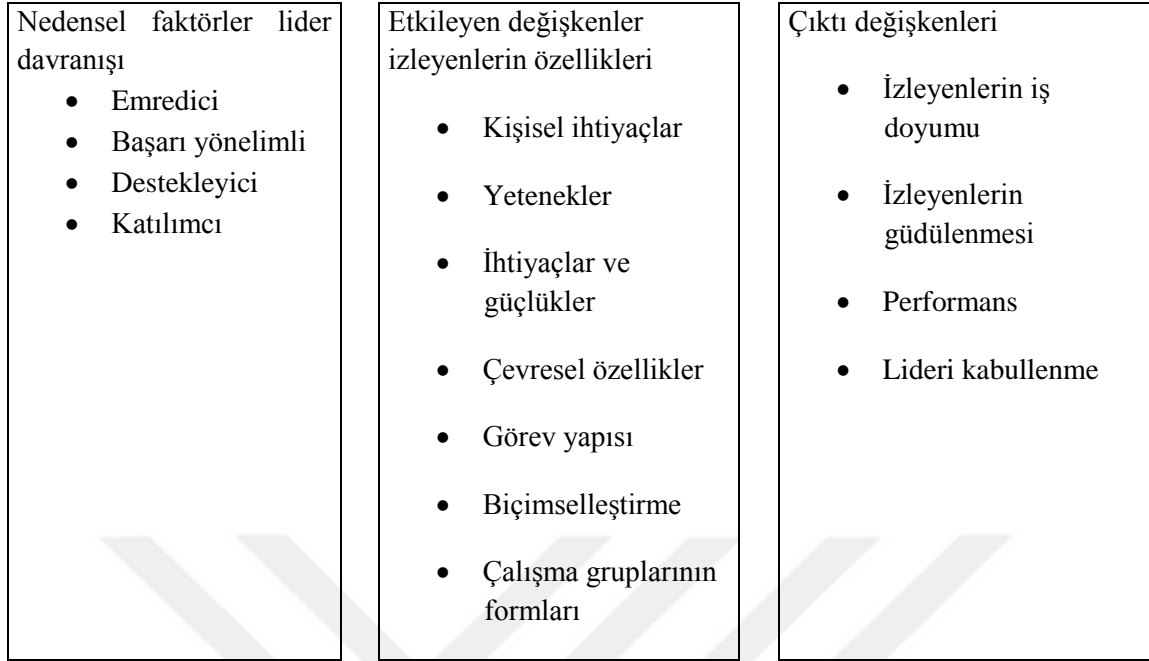 Nedensel faktörler lider
davranışı
• Emredici
• Başarı yönelimli
• Destekleyici
• Katılımcı
Etkileyen değişkenler
izleyenlerin özellikleri
• Kişisel ihtiyaçlar
• Yetenekler
• İhtiyaçlar ve
güçlükler
• Çevresel özellikler
• Görev yapısı
• Biçimselleştirme
• Çalışma gruplarının
formları
Çıktı değişkenleri
• İzleyenlerin iş
doyumu
• İzleyenlerin
güdülenmesi
• Performans
• Lideri kabullenme